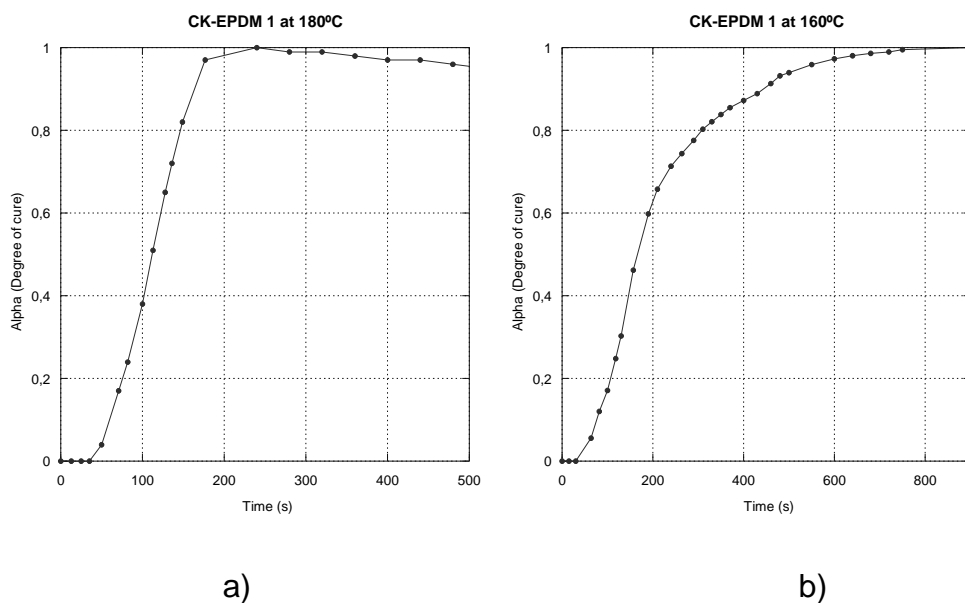 CK-EPDM 1 at 180ºC
1
0,8
0,6
0,4
0,2
0
Alpha (Degree of cure)
0 100 200 300 400 500
Time (s)
a)
CK-EPDM 1 at 160ºC
1
0,8
0,6
0,4
0,2
0
Alpha (Degree of cure)
0 200 400 600 800
Time (s)
b)